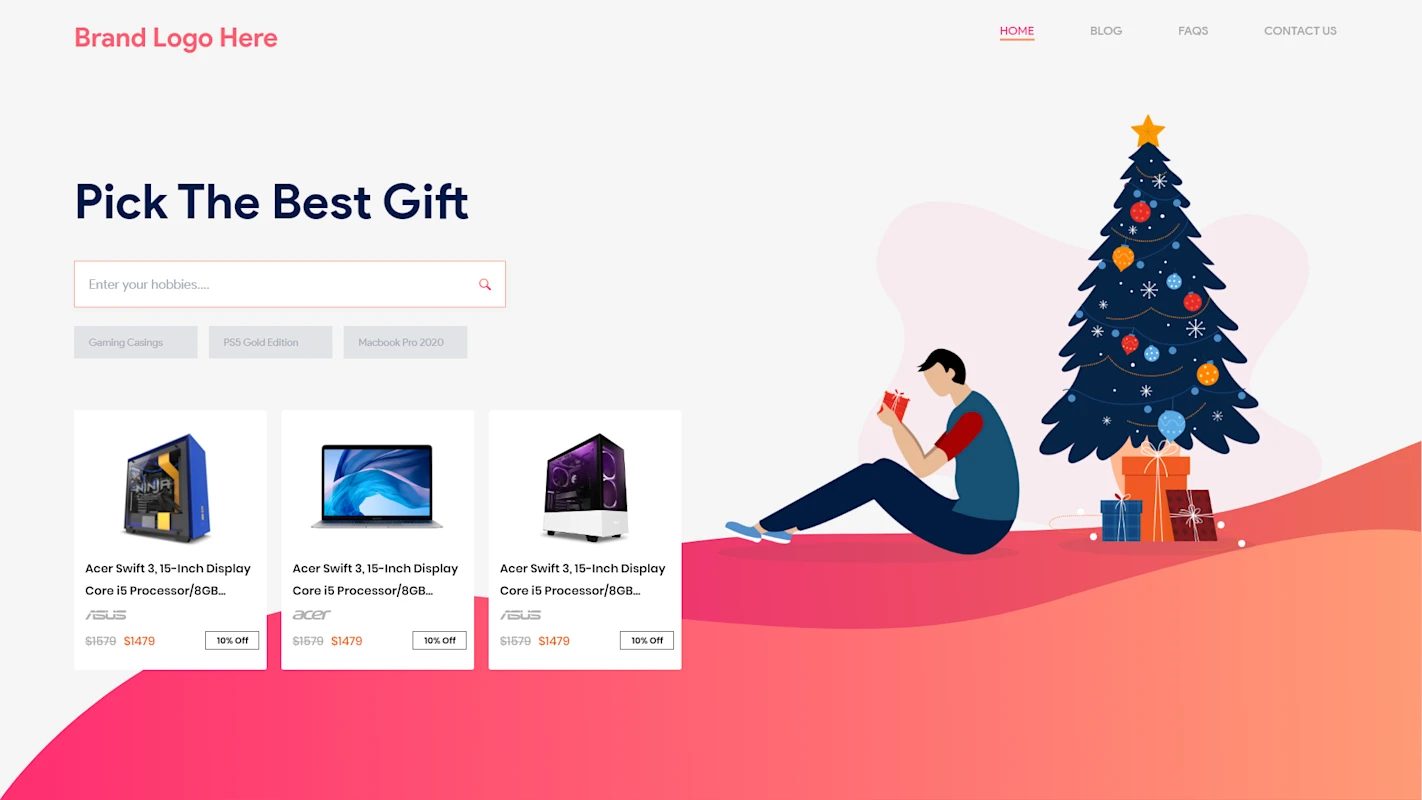 Brand Logo Here
HOME BLOG FAQS CONTACT US
Pick The Best Gift
Enter your hobbies....
Gaming Casings PS5 Gold Edition Macbook Pro 2020
NINJA
Acer Swift 3, 15-Inch Display
Core i5 Processor/8GB...
ASUS
$1579 $1479 10% Off
Acer Swift 3, 15-Inch Display
Core i5 Processor/8GB...
acer
$1579 $1479 10% Off
Acer Swift 3, 15-Inch Display
Core i5 Processor/8GB...
ASUS
$1579 $1479 10% Off